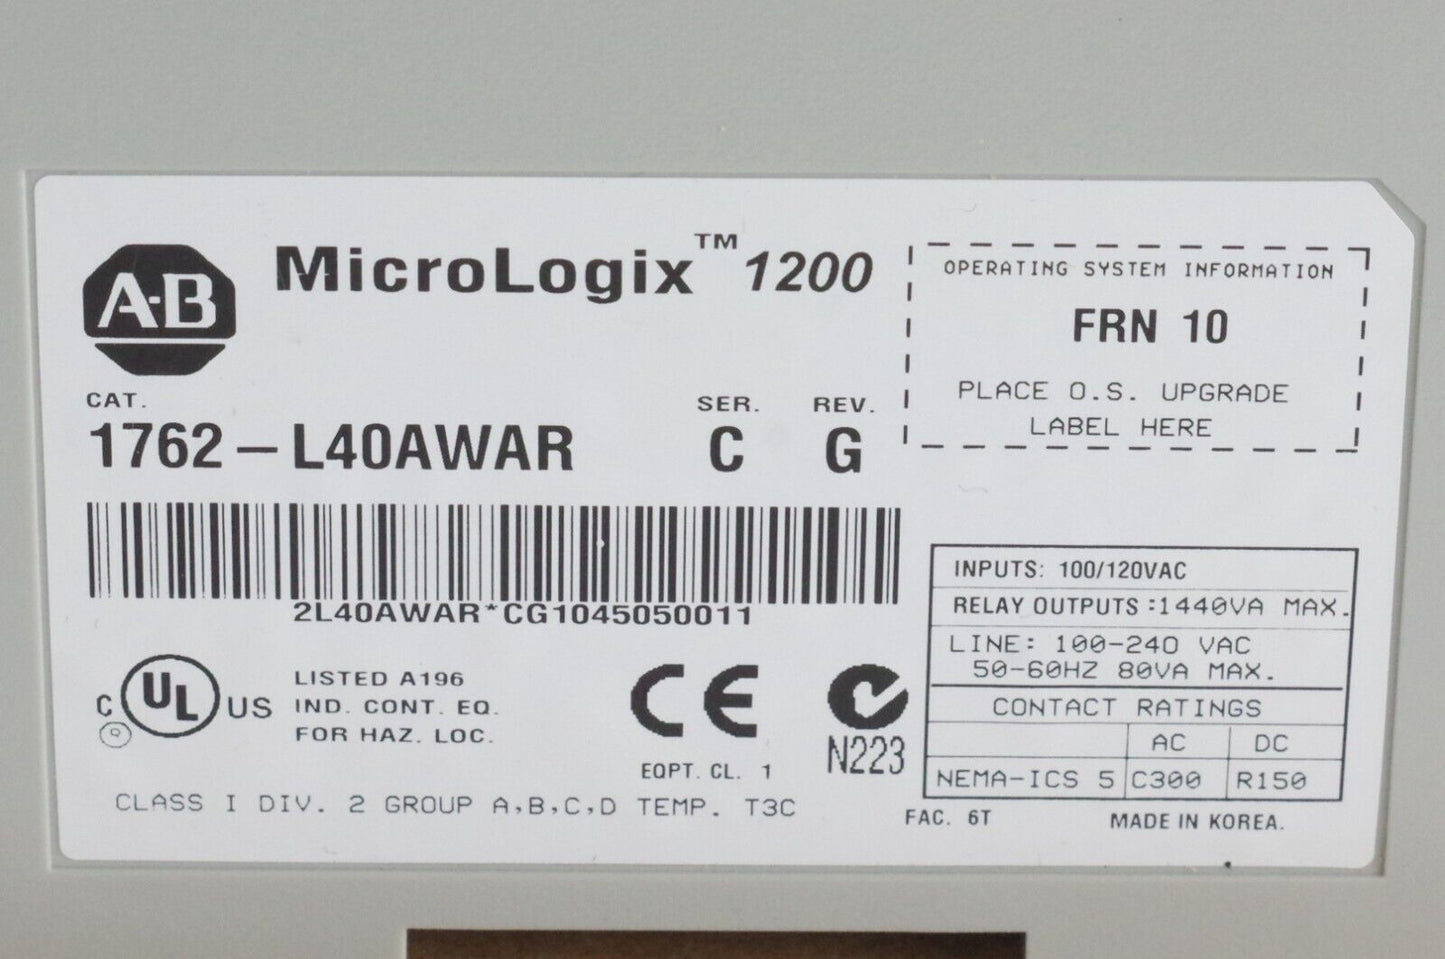 A-B
MicroLogix™ 1200
CAT.
1762-L40AWAR
SER. REV.
C G
OPERATING SYSTEM INFORMATION
FRN 10
PLACE O.S. UPGRADE
LABEL HERE
2L40AWAR*CG1045050011
INPUTS: 100/120VAC
RELAY OUTPUTS:1440VA MAX.
LINE: 100-240 VAC
50-60HZ 80VA MAX.
CONTACT RATINGS
AC DC
NEMA-ICS 5 C300 R150
C UL US
LISTED A196
IND. CONT. EQ.
FOR HAZ. LOC.
CE
EQPT. CL. 1
N223
CLASS I DIV. 2 GROUP A,B,C,D TEMP. T3C
FAC. 6T
MADE IN KOREA.